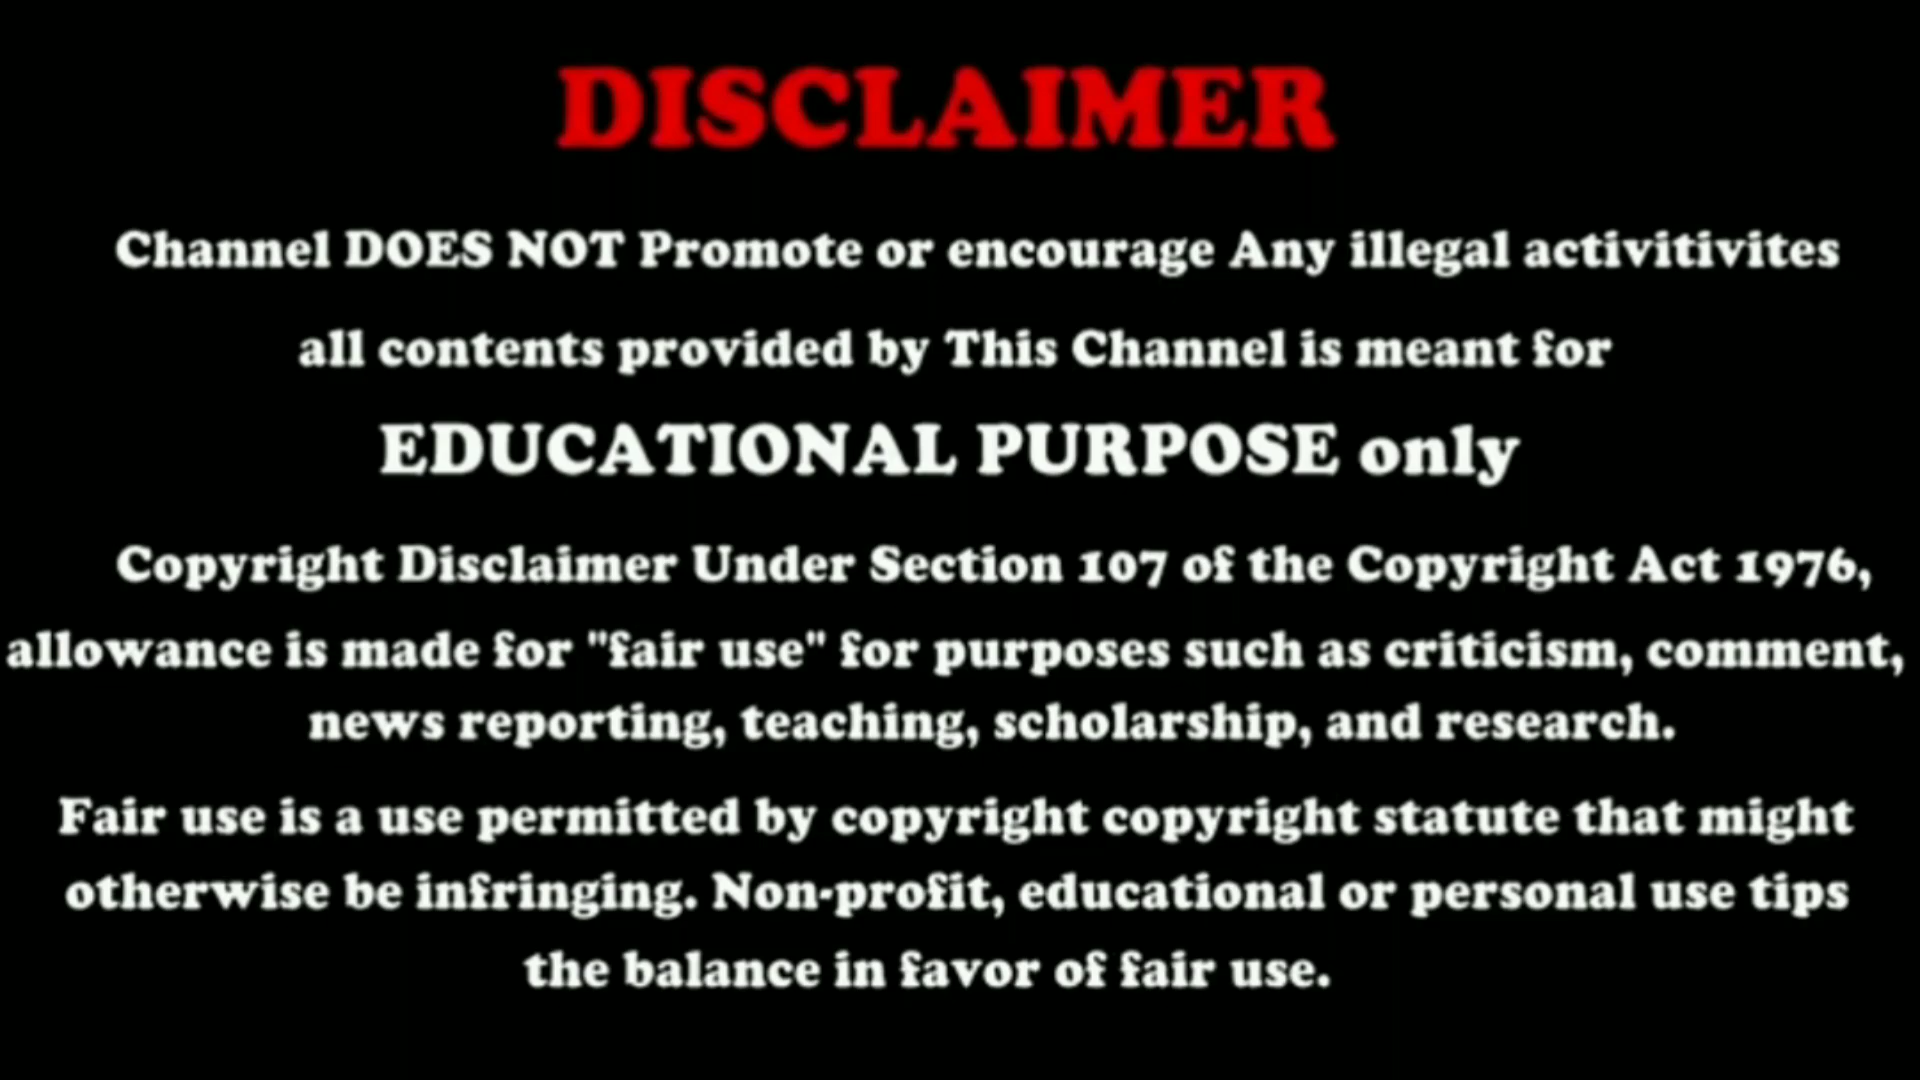 DISCLAIMER
Channel DOES NOT Promote or encourage Any illegal activitivites
all contents provided by This Channel is meant for
EDUCATIONAL PURPOSE only
Copyright Disclaimer Under Section 107 of the Copyright Act 1976,
allowance is made for "fair use" for purposes such as criticism, comment,
news reporting, teaching, scholarship, and research.
Fair use is a use permitted by copyright copyright statute that might
otherwise be infringing. Non-profit, educational or personal use tips
the balance in favor of fair use.